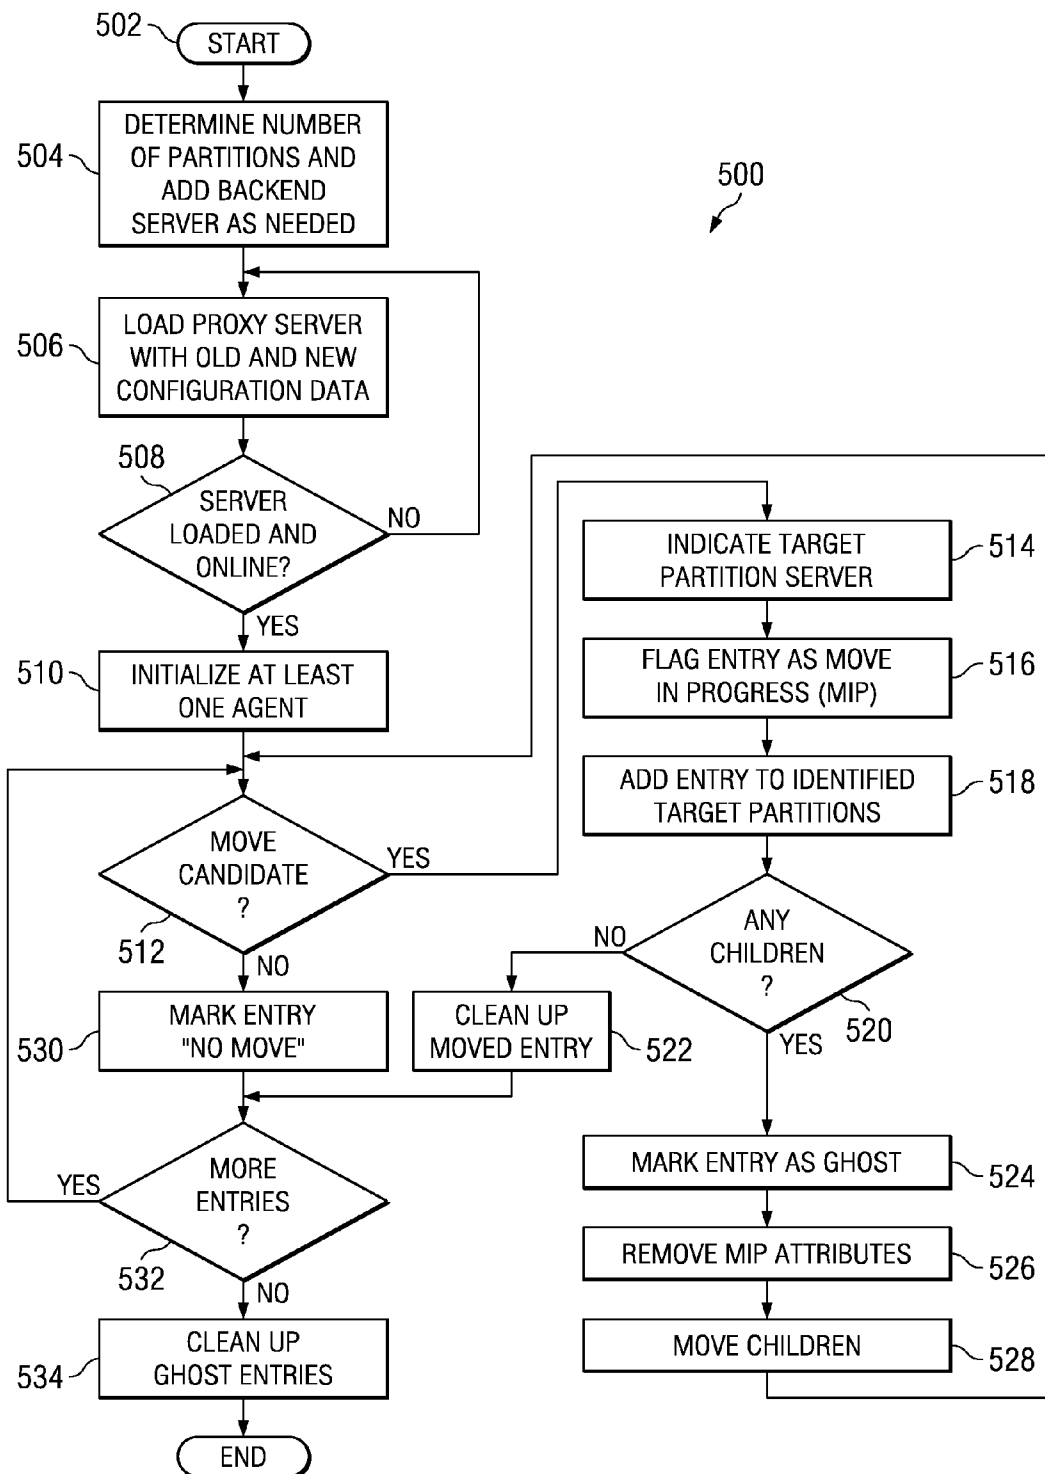 502
START
504
DETERMINE NUMBER
OF PARTITIONS AND
ADD BACKEND
SERVER AS NEEDED
500
506
LOAD PROXY SERVER
WITH OLD AND NEW
CONFIGURATION DATA
508
SERVER
LOADED AND
ONLINE?
NO
YES
510
INITIALIZE AT LEAST
ONE AGENT
MOVE
CANDIDATE
?
512
YES
NO
INDICATE TARGET
PARTITION SERVER
514
FLAG ENTRY AS MOVE
IN PROGRESS (MIP)
516
ADD ENTRY TO IDENTIFIED
TARGET PARTITIONS
518
ANY
CHILDREN
?
520
NO
YES
CLEAN UP
MOVED ENTRY
522
530
MARK ENTRY
"NO MOVE"
MARK ENTRY AS GHOST
524
REMOVE MIP ATTRIBUTES
526
MOVE CHILDREN
528
MORE
ENTRIES
?
YES
532
NO
534
CLEAN UP
GHOST ENTRIES
END